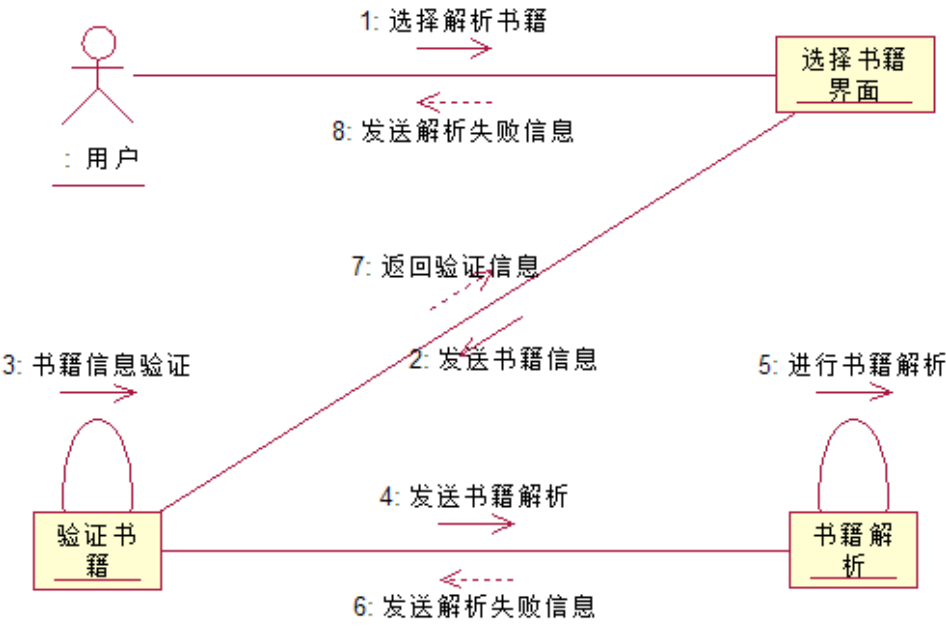 1: 选择解析书籍
选择书籍
界面
8: 发送解析失败信息
: 用户
7: 返回验证信息
2: 发送书籍信息
3: 书籍信息验证
5: 进行书籍解析
4: 发送书籍解析
验证书
籍
书籍解
析
6: 发送解析失败信息